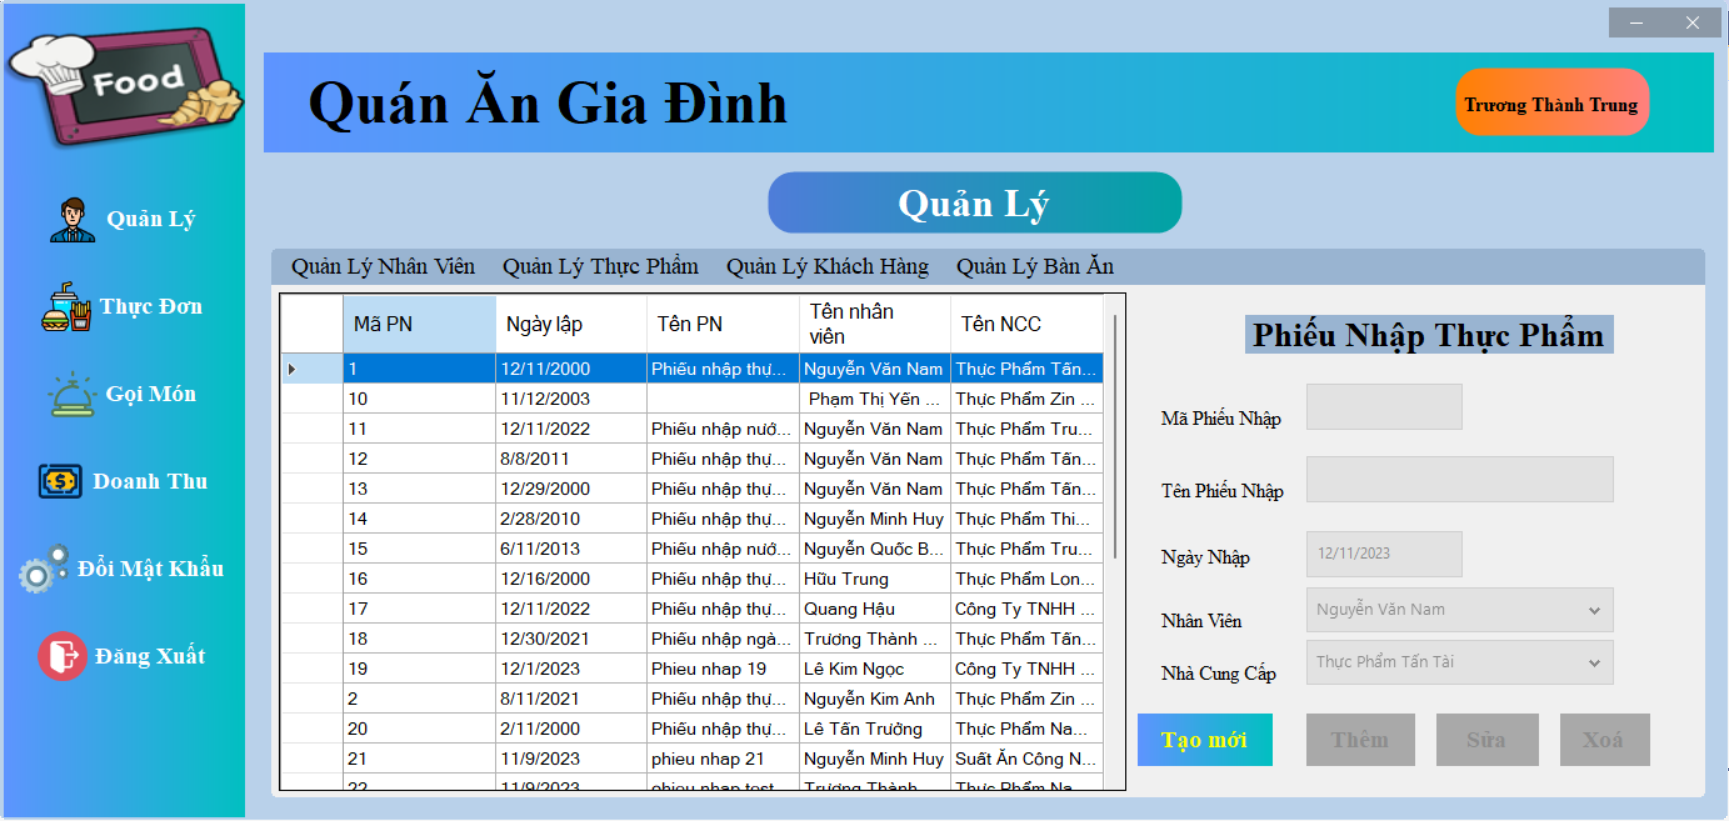 Food
Quán Ăn Gia Đình
Trương Thành Trung
Quản Lý
Quản Lý
Thực Đơn
Gọi Món
Doanh Thu
Đổi Mật Khẩu
Đăng Xuất
Quản Lý Nhân Viên Quản Lý Thực Phẩm Quản Lý Khách Hàng Quản Lý Bàn Ăn
Mã PN Ngày lập Tên PN Tên nhân viên Tên NCC
1 12/11/2000 Phiếu nhập thự... Nguyễn Văn Nam Thực Phẩm Tấn...
10 11/12/2003 Phạm Thị Yến ... Thực Phẩm Zin ...
11 12/11/2022 Phiếu nhập nướ... Nguyễn Văn Nam Thực Phẩm Tru...
12 8/8/2011 Phiếu nhập thự... Nguyễn Văn Nam Thực Phẩm Tấn...
13 12/29/2000 Phiếu nhập thự... Nguyễn Văn Nam Thực Phẩm Tấn...
14 2/28/2010 Phiếu nhập thự... Nguyễn Minh Huy Thực Phẩm Thi...
15 6/11/2013 Phiếu nhập nướ... Nguyễn Quốc B... Thực Phẩm Tru...
16 12/16/2000 Phiếu nhập thự... Hữu Trung Thực Phẩm Lon...
17 12/11/2022 Phiếu nhập thự... Quang Hậu Công Ty TNHH ...
18 12/30/2021 Phiếu nhập ngà... Trương Thành ... Thực Phẩm Tấn...
19 12/1/2023 Phieu nhap 19 Lê Kim Ngọc Công Ty TNHH ...
2 8/11/2021 Phiếu nhập thự... Nguyễn Kim Anh Thực Phẩm Zin ...
20 2/11/2000 Phiếu nhập thự... Lê Tấn Trưởng Thực Phẩm Na...
21 11/9/2023 phieu nhap 21 Nguyễn Minh Huy Suất Ăn Công N...
22 11/9/2023 phieu nhap test Trương Thành Thực Phẩm Na
Phiếu Nhập Thực Phẩm
Mã Phiếu Nhập
Tên Phiếu Nhập
Ngày Nhập 12/11/2023
Nhân Viên Nguyễn Văn Nam
Nhà Cung Cấp Thực Phẩm Tấn Tài
Tạo mới Thêm Sửa Xoá